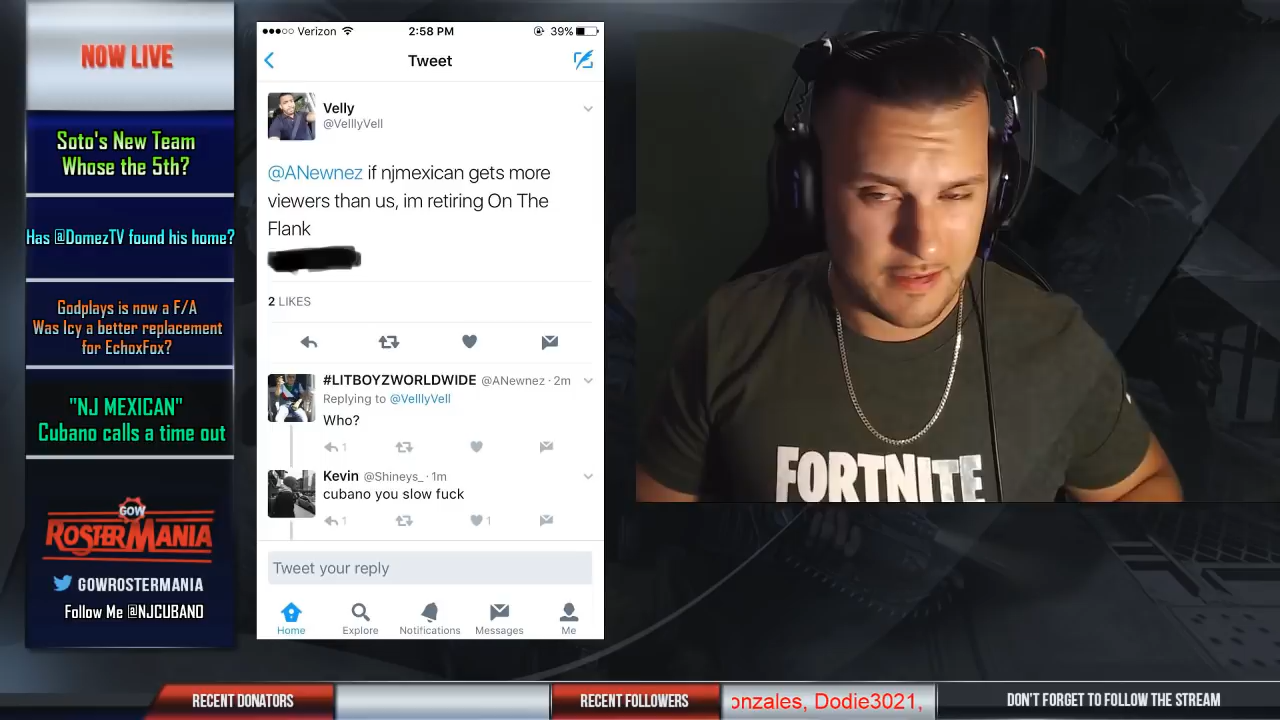 NOW LIVE
Soto's New Team
Whose the 5th?
Has @DomezTV found his home?
Godplays is now a F/A
Was Icy a better replacement
for EchoxFox?
"NJ MEXICAN"
Cubano calls a time out
GOW
ROSTERMANIA
GOWROSTERMANIA
Follow Me @NJCUBANO
Verizon 2:58 PM 39%
Tweet
Velly
@VelllyVell
@ANewnez if njmexican gets more
viewers than us, im retiring On The
Flank
2 LIKES
#LITBOYZWORLDWIDE @ANewnez · 2m
Replying to @VelllyVell
Who?
1
Kevin @Shineys_ · 1m
cubano you slow fuck
1 1
Tweet your reply
Home Explore Notifications Messages Me
FORTNITE
RECENT DONATORS
RECENT FOLLOWERS
onzales, Dodie3021,
DON'T FORGET TO FOLLOW THE STREAM